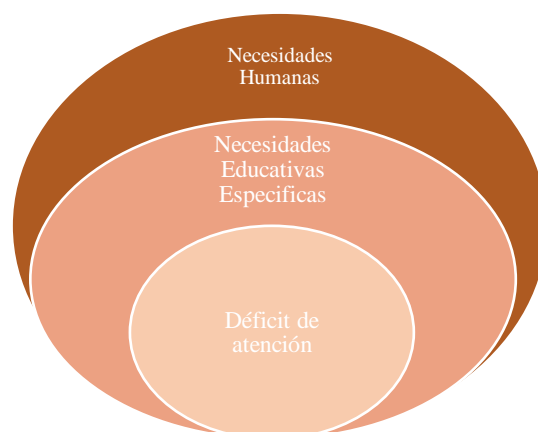 Necesidades
Humanas
Necesidades
Educativas
Especificas
Déficit de
atención